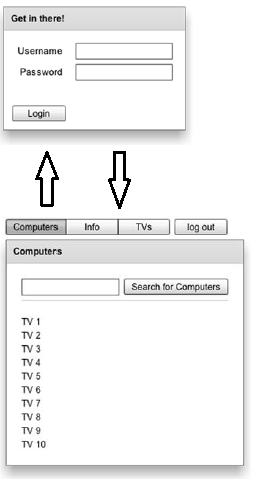 Get in there!
Username
Password
Login
Computers Info TVs log out
Computers
Search for Computers
TV 1
TV 2
TV 3
TV 4
TV 5
TV 6
TV 7
TV 8
TV 9
TV 10